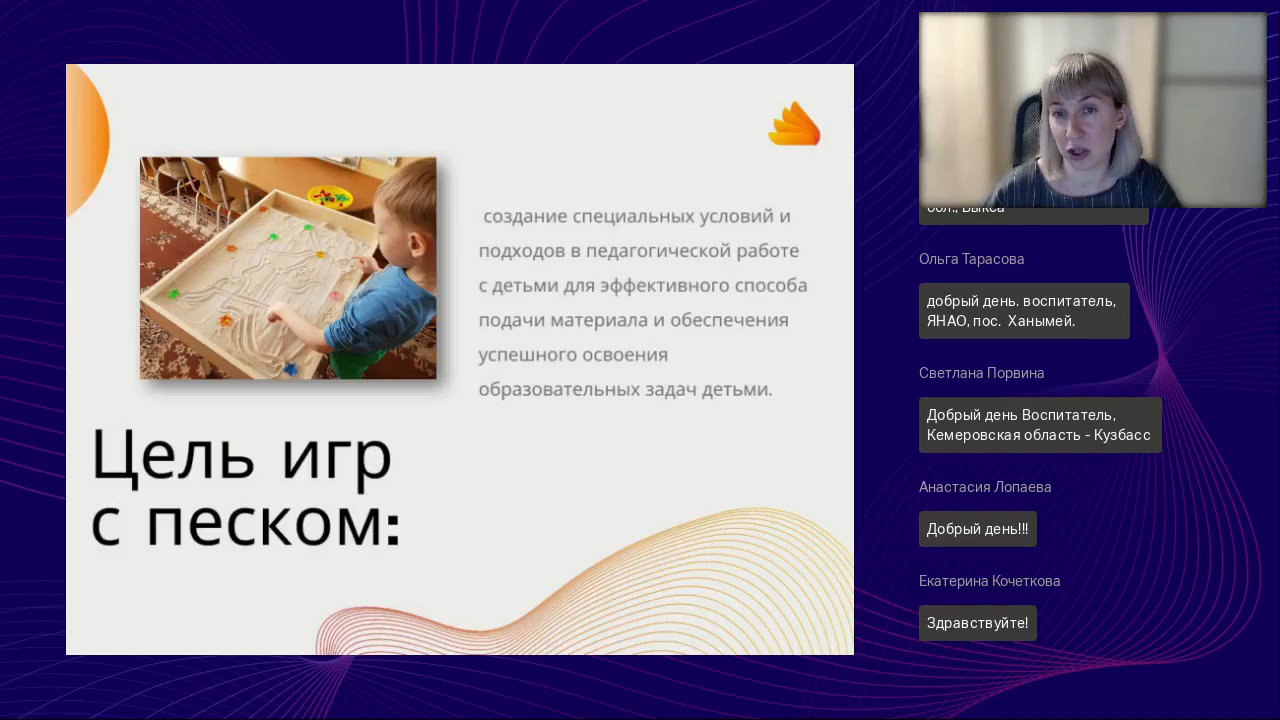 создание специальных условий и
подходов в педагогической работе
с детьми для эффективного способа
подачи материала и обеспечения
успешного освоения
образовательных задач детьми.
Цель игр
с песком:
обл., Выкса
Ольга Тарасова
добрый день. воспитатель,
ЯНАО, пос.  Ханымей.
Светлана Порвина
Добрый день Воспитатель,
Кемеровская область - Кузбасс
Анастасия Лопаева
Добрый день!!!
Екатерина Кочеткова
Здравствуйте!